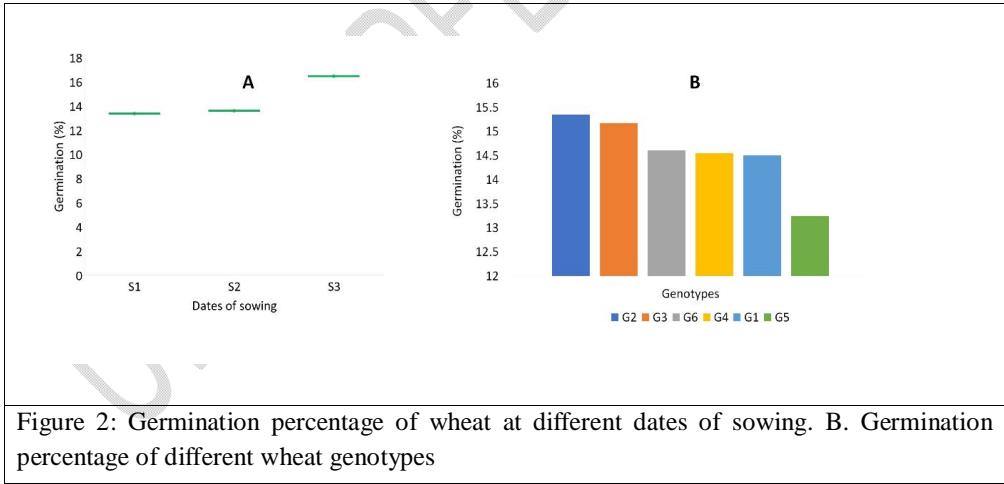 A
Germination (%)
18
16
14
12
10
8
6
4
2
0
S1 S2 S3
Dates of sowing
B
Germination (%)
16
15.5
15
14.5
14
13.5
13
12.5
12
Genotypes
G2 G3 G6 G4 G1 G5
Figure 2: Germination percentage of wheat at different dates of sowing. B. Germination
percentage of different wheat genotypes